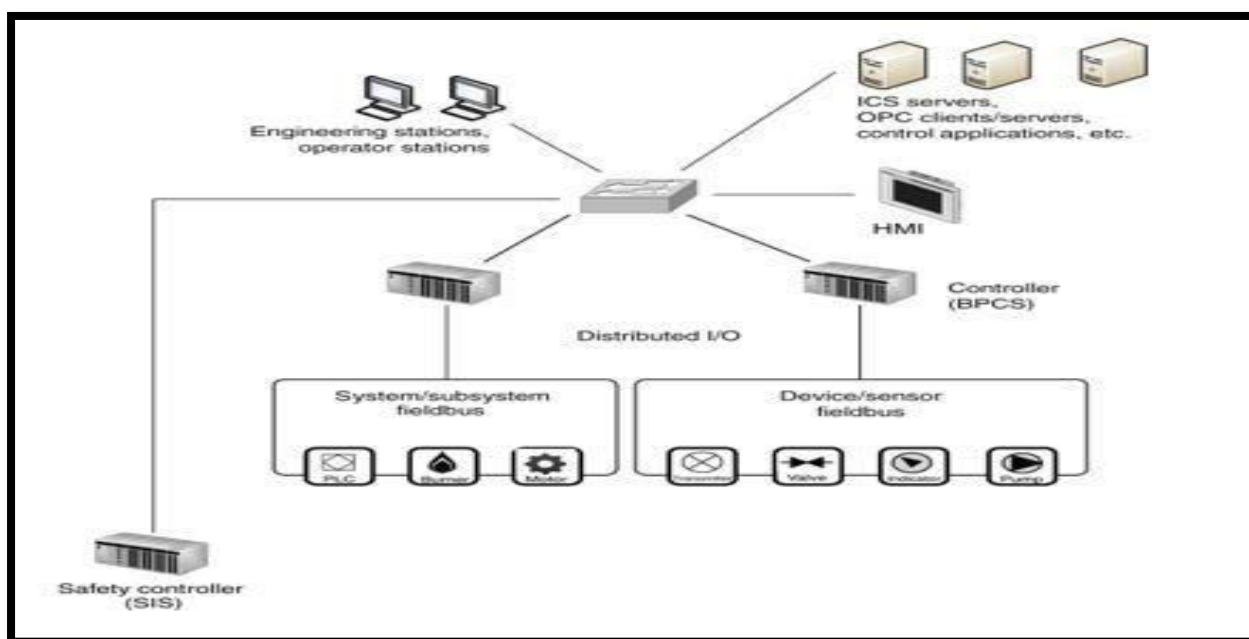 ICS servers,
OPC clients/servers,
control applications, etc.
Engineering stations,
operator stations
HMI
Controller
(BPCS)
Distributed I/O
System/subsystem
fieldbus
Device/sensor
fieldbus
PLC
Burner
Motor
Transmitter
Valve
Indicator
Pump
Safety controller
(SIS)